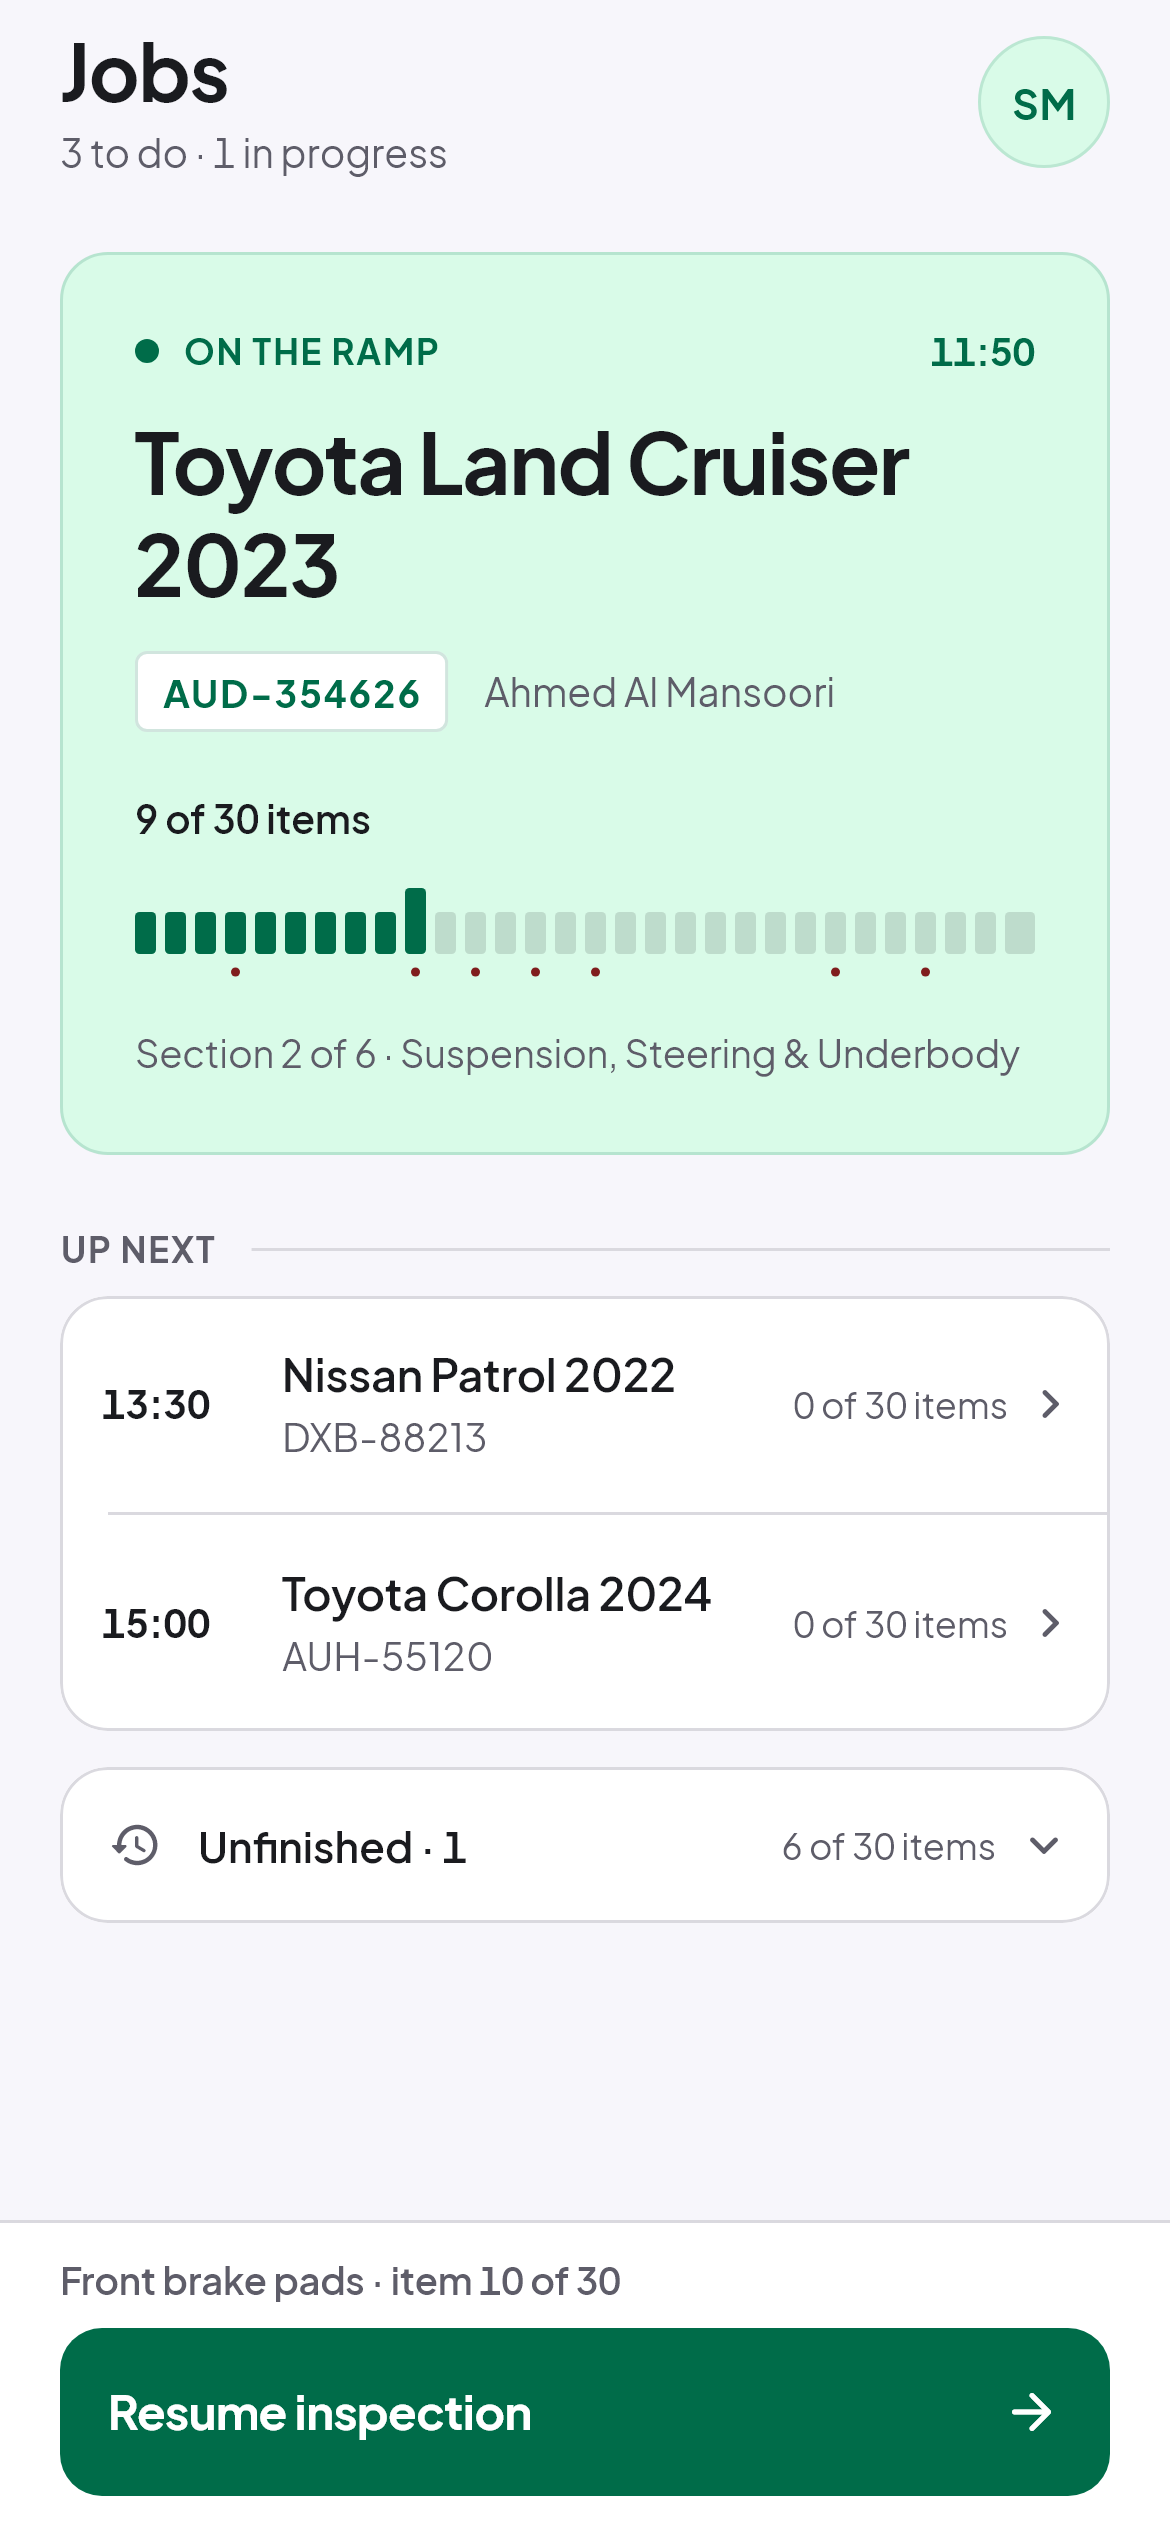 Jobs
SM
3 to do · 1 in progress
ON THE RAMP
11:50
Toyota Land Cruiser
2023
AUD-354626
Ahmed Al Mansoori
9 of 30 items
Section 2 of 6 · Suspension, Steering & Underbody
UP NEXT
13:30
Nissan Patrol 2022
DXB-88213
0 of 30 items
15:00
Toyota Corolla 2024
AUH-55120
0 of 30 items
Unfinished · 1
6 of 30 items
Front brake pads · item 10 of 30
Resume inspection